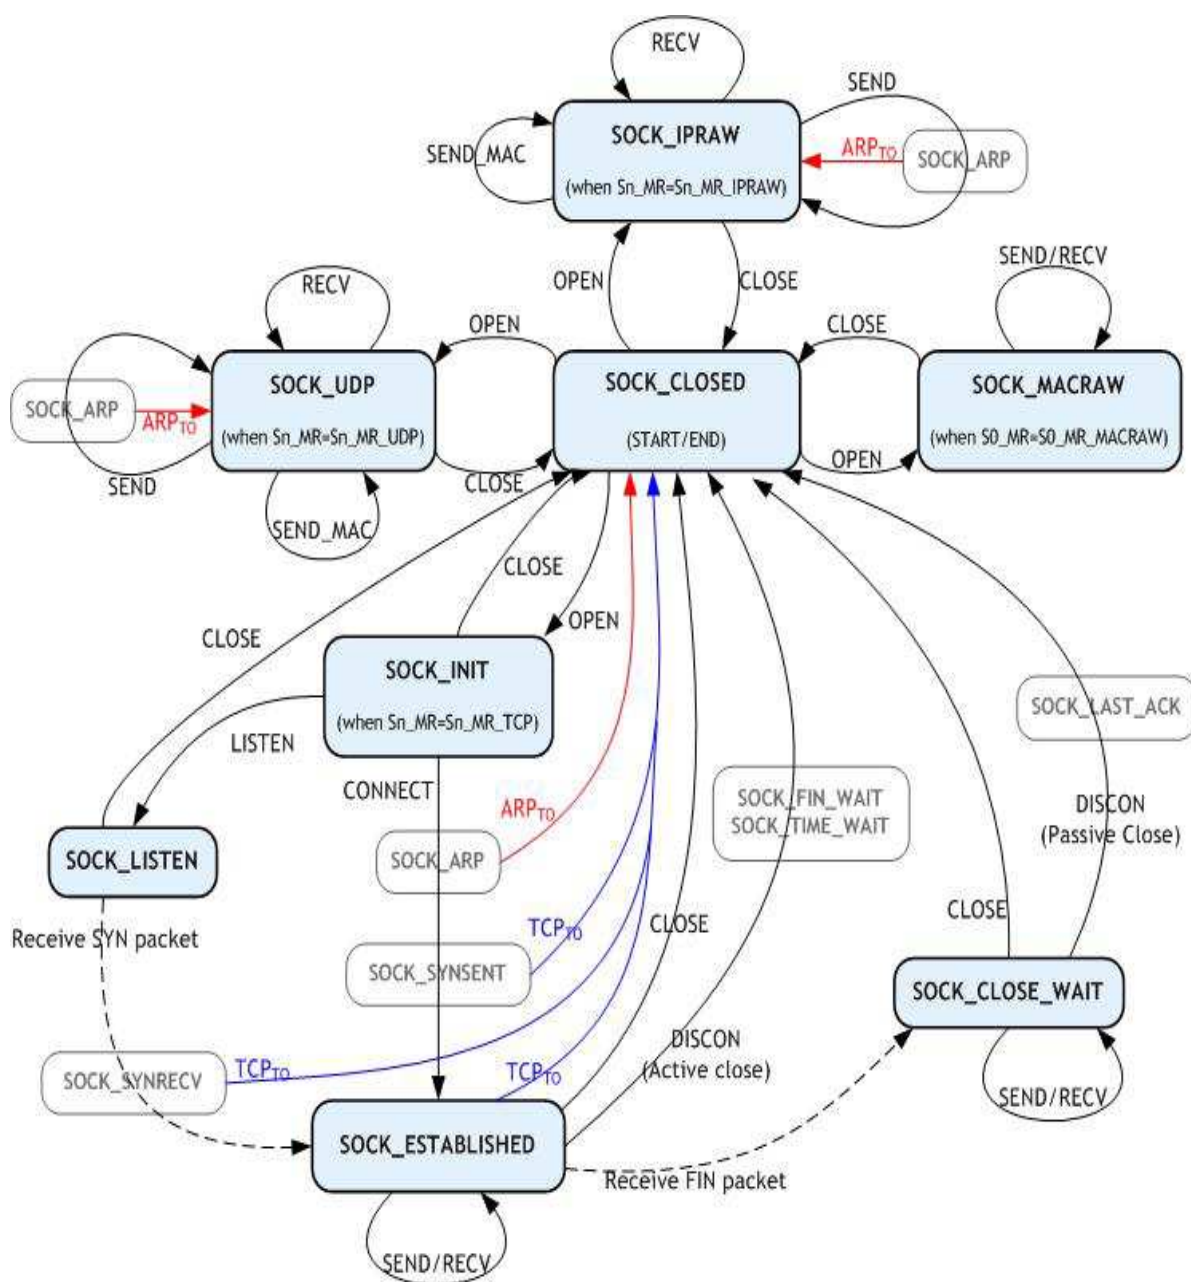 RECV
SEND
SOCK_IPRAW
SEND_MAC
ARPTO
SOCK_ARP
(when Sn_MR=Sn_MR_IPRAW)
SEND/RECV
OPEN
CLOSE
RECV
OPEN
CLOSE
SOCK_UDP
SOCK_CLOSED
SOCK_MACRAW
SOCK_ARP
ARPTO
(when Sn_MR=Sn_MR_UDP)
(START/END)
(when S0_MR=S0_MR_MACRAW)
OPEN
SEND
CLOSE
SEND_MAC
CLOSE
OPEN
CLOSE
SOCK_INIT
(when Sn_MR=Sn_MR_TCP)
SOCK_LAST_ACK
LISTEN
CONNECT
SOCK_FIN_WAIT
SOCK_TIME_WAIT
ARPTO
DISCON
(Passive Close)
SOCK_LISTEN
SOCK_ARP
CLOSE
Receive SYN packet
TCPTO
CLOSE
SOCK_SYNSENT
SOCK_CLOSE_WAIT
DISCON
(Active close)
TCPTO
TCPTO
SOCK_SYNRECV
SEND/RECV
SOCK_ESTABLISHED
Receive FIN packet
SEND/RECV